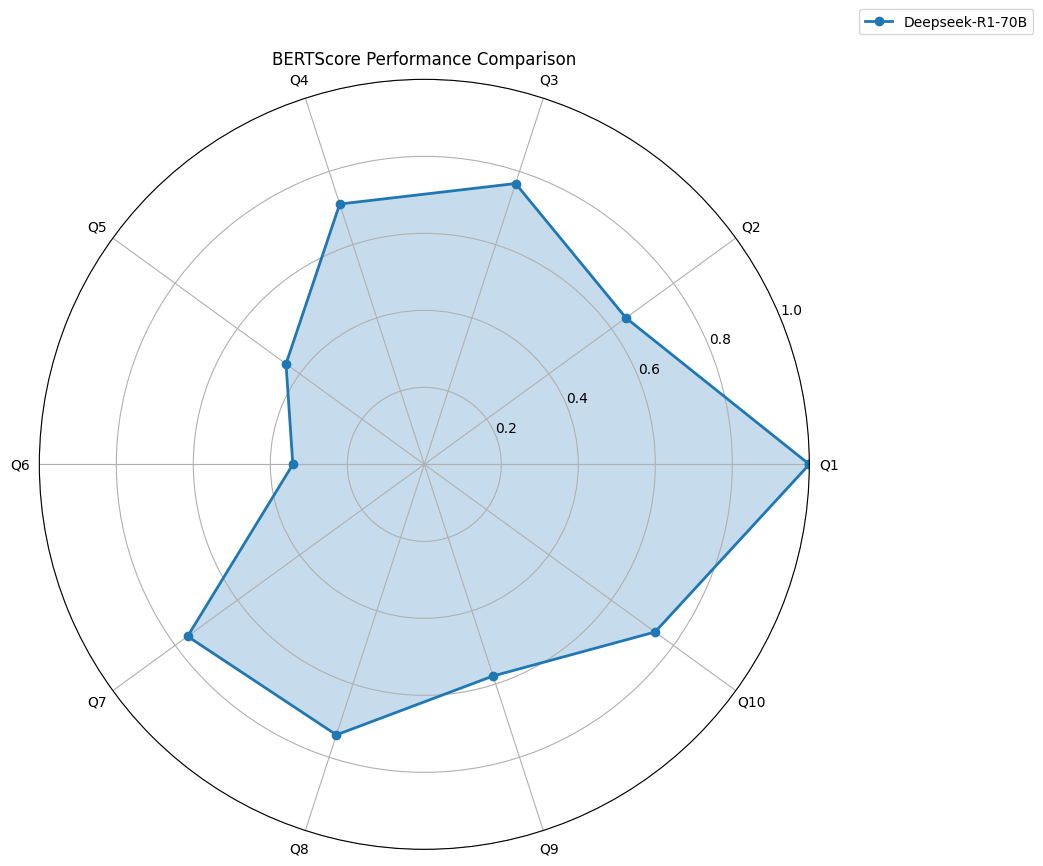 Deepseek-R1-70B
BERTScore Performance Comparison
Q4
Q3
Q5
Q2
1.0
0.8
0.6
0.4
0.2
Q6
Q1
Q7
Q10
Q8
Q9